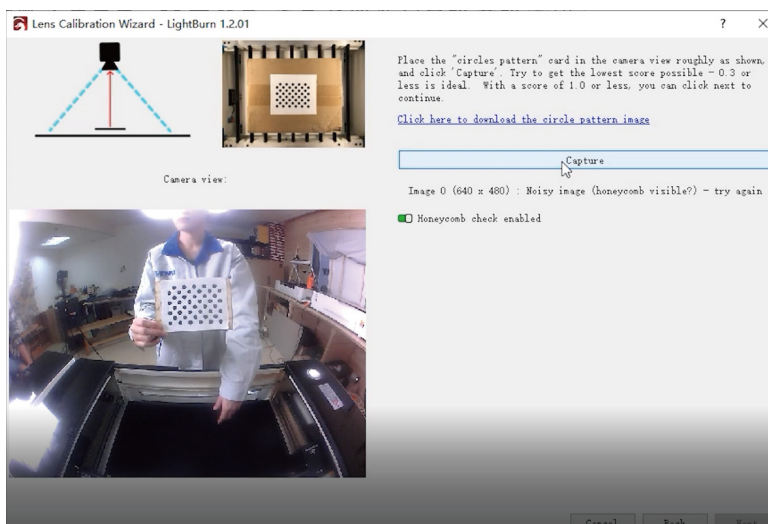 Lens Calibration Wizard - LightBurn 1.2.01
Place the "circles pattern" card in the camera view roughly as shown,
and click 'Capture'. Try to get the lowest score possible - 0.3 or
less is ideal. With a score of 1.0 or less, you can click next to
continue.
Click here to download the circle pattern image
Capture
Camera view:
Image 0 (640 x 480) : Noisy image (honeycomb visible?) - try again
Honeycomb check enabled
Cancel Back Next